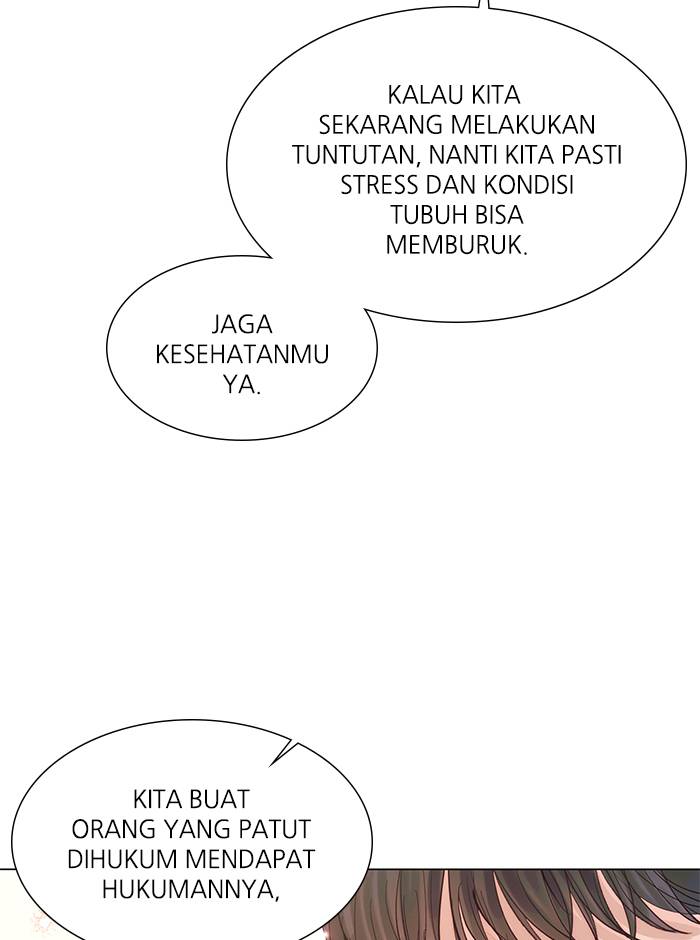 KALAU KITA
SEKARANG MELAKUKAN
TUNTUTAN, NANTI KITA PASTI
STRESS DAN KONDISI
TUBUH BISA
MEMBURUK.
JAGA
KESEHATANMU
YA.
KITA BUAT
ORANG YANG PATUT
DIHUKUM MENDAPAT
HUKUMANNYA,